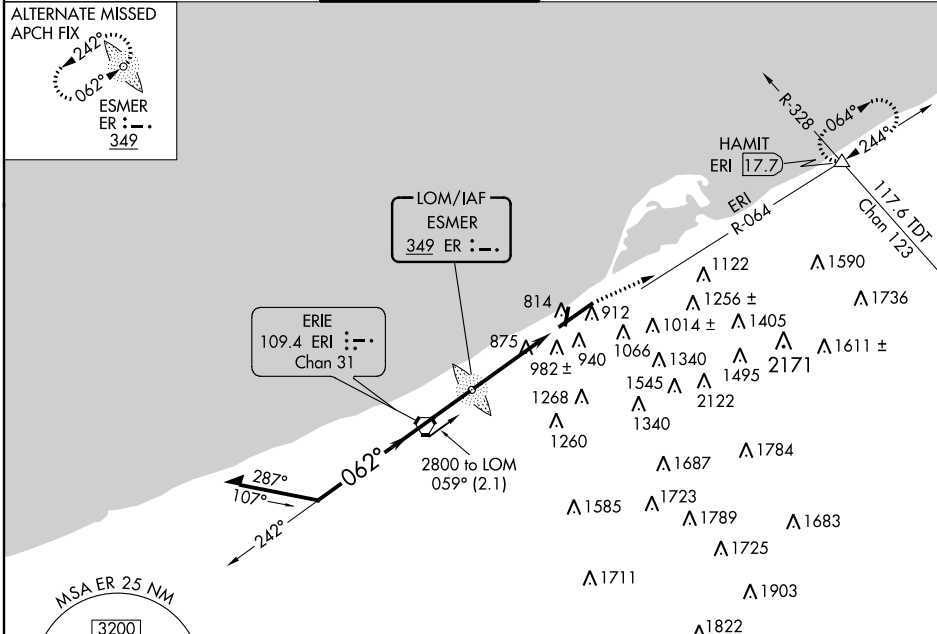 ALTERNATE MISSED
APCH FIX
242°
062°
ESMER
ER
349
R-328
064°
244°
HAMIT
ERI 17.7
ERI
R-064
117.6 TDT
Chan 123
LOM/IAF
ESMER
349 ER
ERIE
109.4 ERI
Chan 31
1122
1590
814
912
1256 ±
1736
1014 ±
1405
875
982 ±
940
1066
1340
1495
2171
1611 ±
1268
1545
2122
1340
1260
062°
2800 to LOM
059° (2.1)
1784
1687
287°
107°
242°
1585
1723
1789
1683
1725
1711
1903
MSA ER 25 NM
3200
1822